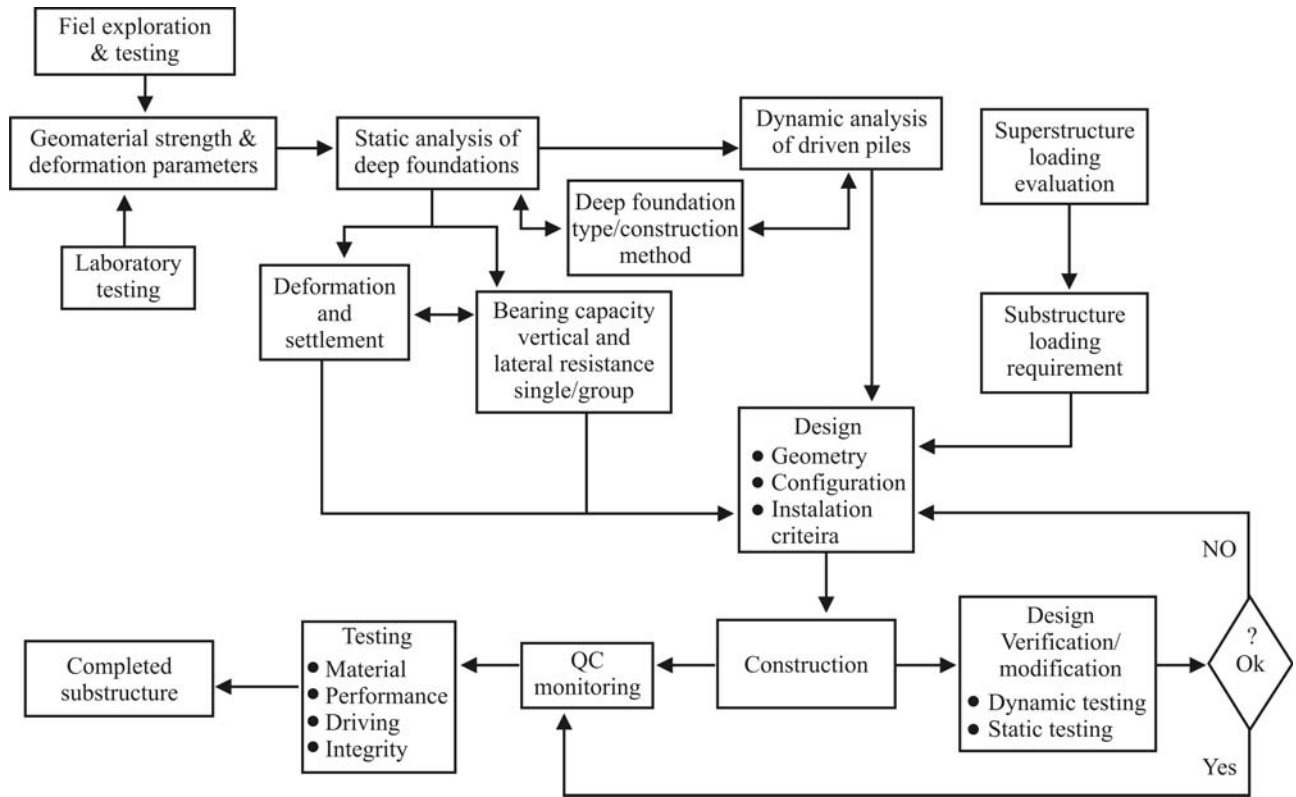 Fiel exploration
& testing
Geomaterial strength &
deformation parameters
Laboratory
testing
Static analysis of
deep foundations
Dynamic analysis
of driven piles
Deep foundation
type/construction
method
Superstructure
loading
evaluation
Deformation
and
settlement
Bearing capacity
vertical and
lateral resistance
single/group
Substructure
loading
requirement
Design
● Geometry
● Configuration
● Instalation
criteira
NO
Completed
substructure
Testing
● Material
● Performance
● Driving
● Integrity
QC
monitoring
Construction
Design
Verification/
modification
● Dynamic testing
● Static testing
?
Ok
Yes